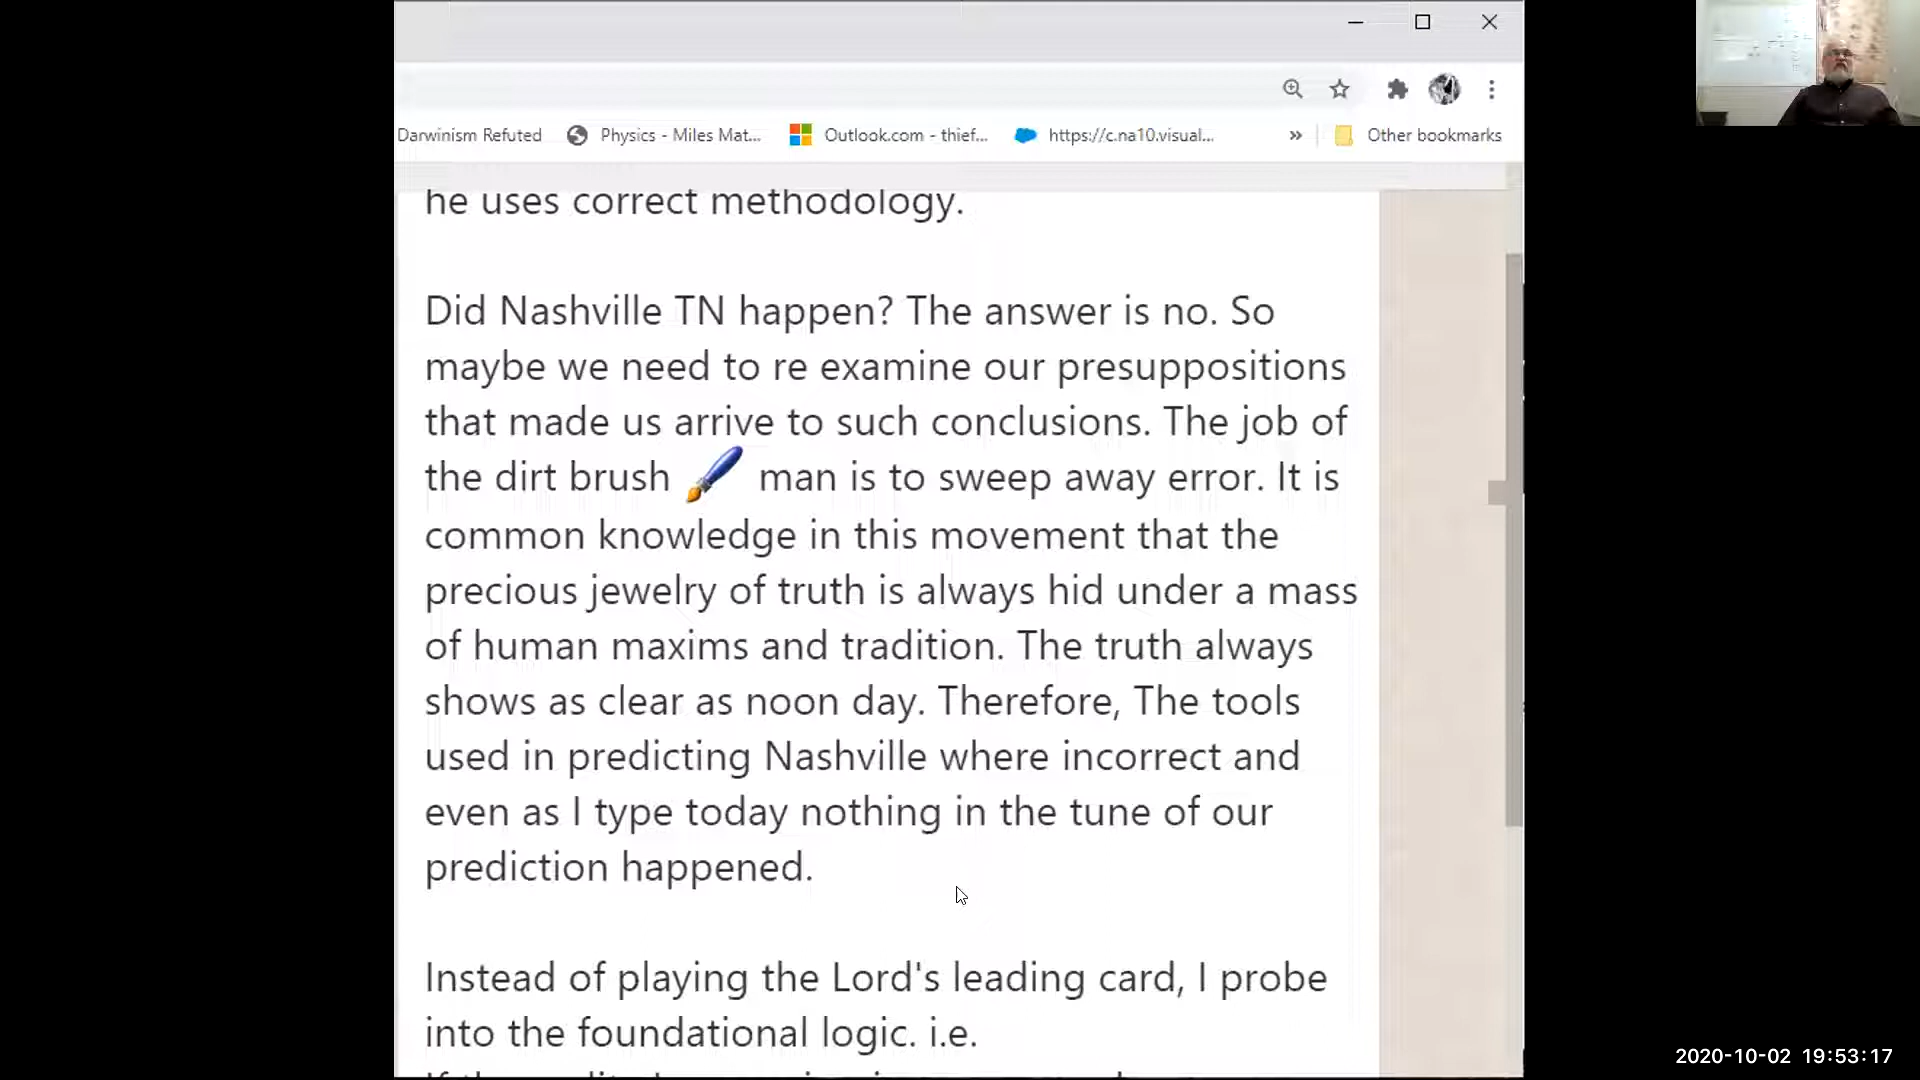 Darwinism Refuted Physics - Miles Mat... Outlook.com - thief... https://c.na10.visual... » Other bookmarks
he uses correct methodology.
Did Nashville TN happen? The answer is no. So
maybe we need to re examine our presuppositions
that made us arrive to such conclusions. The job of
the dirt brush 🖌️ man is to sweep away error. It is
common knowledge in this movement that the
precious jewelry of truth is always hid under a mass
of human maxims and tradition. The truth always
shows as clear as noon day. Therefore, The tools
used in predicting Nashville where incorrect and
even as I type today nothing in the tune of our
prediction happened.
Instead of playing the Lord's leading card, I probe
into the foundational logic. i.e.
2020-10-02 19:53:17